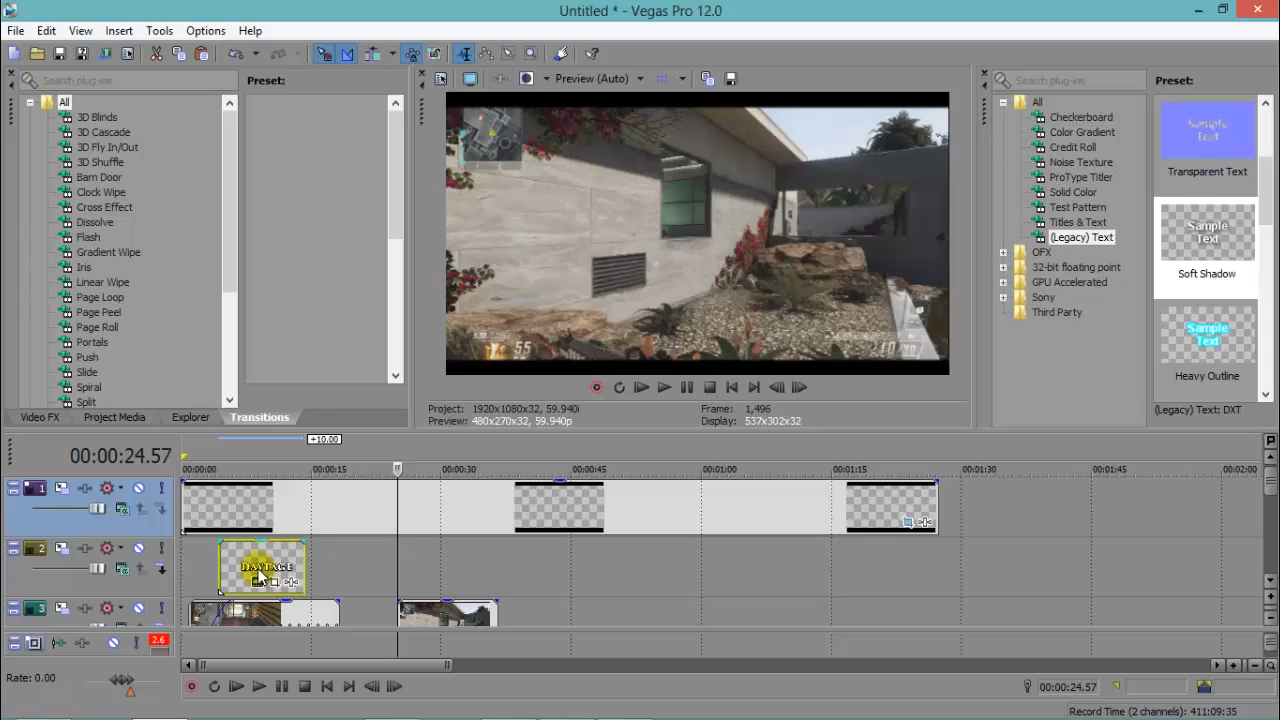 Untitled * - Vegas Pro 12.0
File Edit View Insert Tools Options Help
Search plug-ins
Preset:
All
3D Blinds
3D Cascade
3D Fly In/Out
3D Shuffle
Barn Door
Clock Wipe
Cross Effect
Dissolve
Flash
Gradient Wipe
Iris
Linear Wipe
Page Loop
Page Peel
Page Roll
Portals
Push
Slide
Spiral
Split
Video FX Project Media Explorer Transitions
Preview (Auto)
55
Project: 1920x1080x32, 59.940i
Preview: 480x270x32, 59.940p
Frame: 1,496
Display: 537x302x32
Search plug-ins
Preset:
All
Checkerboard
Color Gradient
Credit Roll
Noise Texture
ProType Titler
Solid Color
Test Pattern
Titles & Text
(Legacy) Text
OFX
32-bit floating point
GPU Accelerated
Sony
Third Party
Sample
Text
Transparent Text
Sample
Text
Soft Shadow
Sample
Text
Heavy Outline
(Legacy) Text: DXT
+10.00
00:00:24.57
00:00:00 00:00:15 00:00:30 00:00:45 00:01:00 00:01:15 00:01:30 00:01:45 00:02:00
1
2
3
2.6
Rate: 0.00
00:00:24.57
Record Time (2 channels): 411:09:35